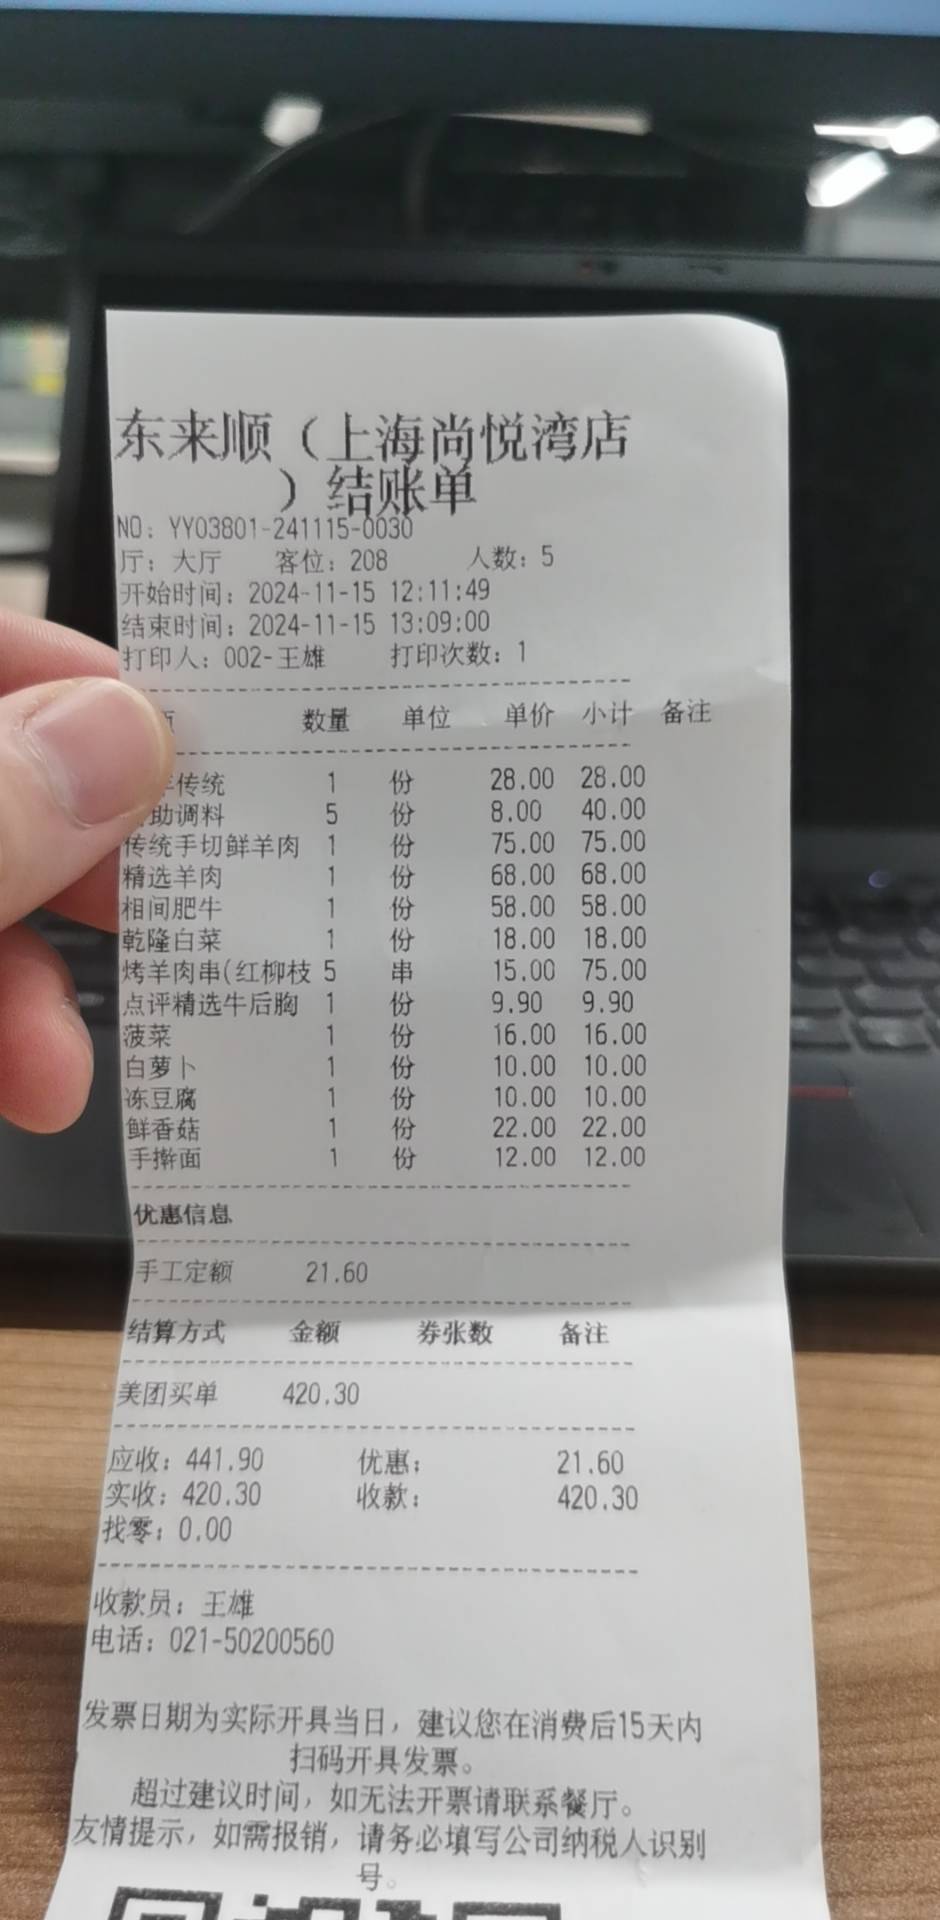 东来顺（上海尚悦湾店
）结账单
NO：YY03801-241115-0030
厅：大厅 客位：208 人数：5
开始时间：2024-11-15 12:11:49
结束时间：2024-11-15 13:09:00
打印人：002-王雄 打印次数：1
数量 单位 单价 小计 备注
传统 1 份 28.00 28.00
助调料 5 份 8.00 40.00
传统手切鲜羊肉 1 份 75.00 75.00
精选羊肉 1 份 68.00 68.00
相间肥牛 1 份 58.00 58.00
乾隆白菜 1 份 18.00 18.00
烤羊肉串(红柳枝 5 串 15.00 75.00
点评精选牛后胸 1 份 9.90 9.90
菠菜 1 份 16.00 16.00
白萝卜 1 份 10.00 10.00
冻豆腐 1 份 10.00 10.00
鲜香菇 1 份 22.00 22.00
手擀面 1 份 12.00 12.00
优惠信息
手工定额 21.60
结算方式 金额 券张数 备注
美团买单 420.30
应收：441.90 优惠： 21.60
实收：420.30 收款： 420.30
找零：0.00
收款员：王雄
电话：021-50200560
发票日期为实际开具当日，建议您在消费后15天内
扫码开具发票。
超过建议时间，如无法开票请联系餐厅。
友情提示，如需报销，请务必填写公司纳税人识别
号。